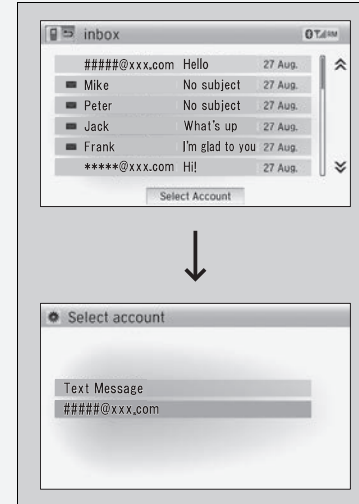 inbox
#####@xxx.com Hello 27 Aug.
Mike No subject 27 Aug.
Peter No subject 27 Aug.
Jack What's up 27 Aug.
Frank I'm glad to you 27 Aug.
*****@xxx.com Hi! 27 Aug.
Select Account
Select account
Text Message
#####@xxx.com